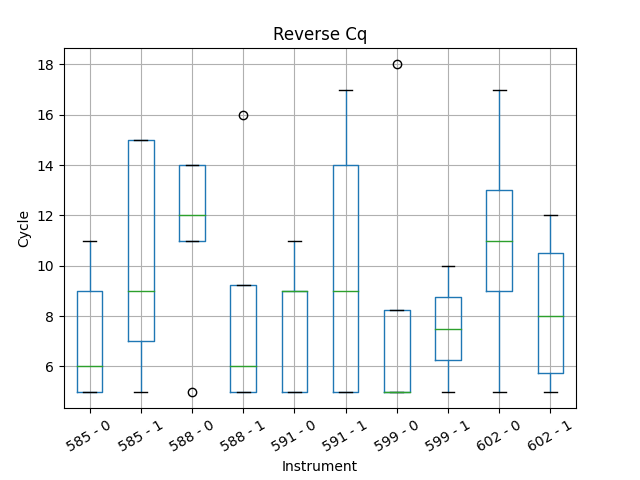 Reverse Cq
Cycle
18
16
14
12
10
8
6
585 - 0
585 - 1
588 - 0
588 - 1
591 - 0
591 - 1
599 - 0
599 - 1
602 - 0
602 - 1
Instrument